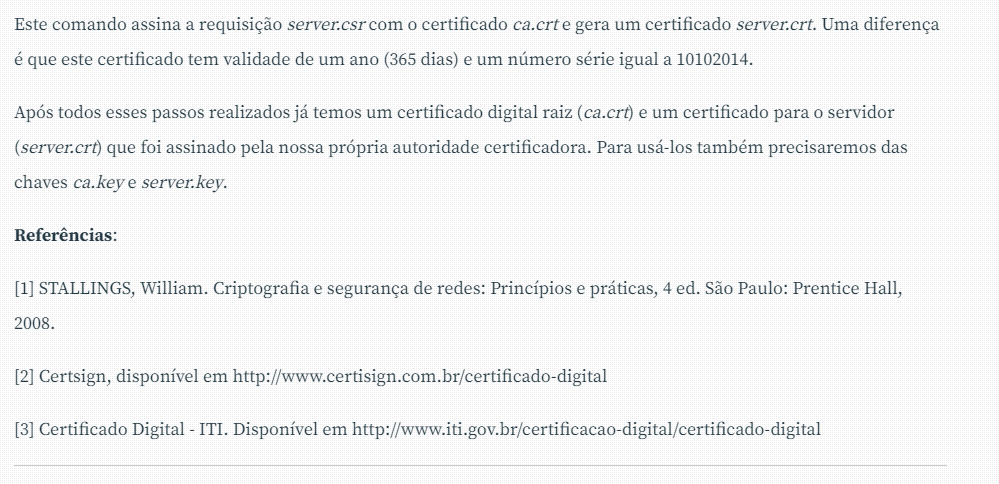 Este comando assina a requisição server.csr com o certificado ca.crt e gera um certificado server.crt. Uma diferença
é que este certificado tem validade de um ano (365 dias) e um número série igual a 10102014.
Após todos esses passos realizados já temos um certificado digital raiz (ca.crt) e um certificado para o servidor
(server.crt) que foi assinado pela nossa própria autoridade certificadora. Para usá-los também precisaremos das
chaves ca.key e server.key.
Referências:
[1] STALLINGS, William. Criptografia e segurança de redes: Princípios e práticas, 4 ed. São Paulo: Prentice Hall,
2008.
[2] Certsign, disponível em http://www.certisign.com.br/certificado-digital
[3] Certificado Digital - ITI. Disponível em http://www.iti.gov.br/certificacao-digital/certificado-digital